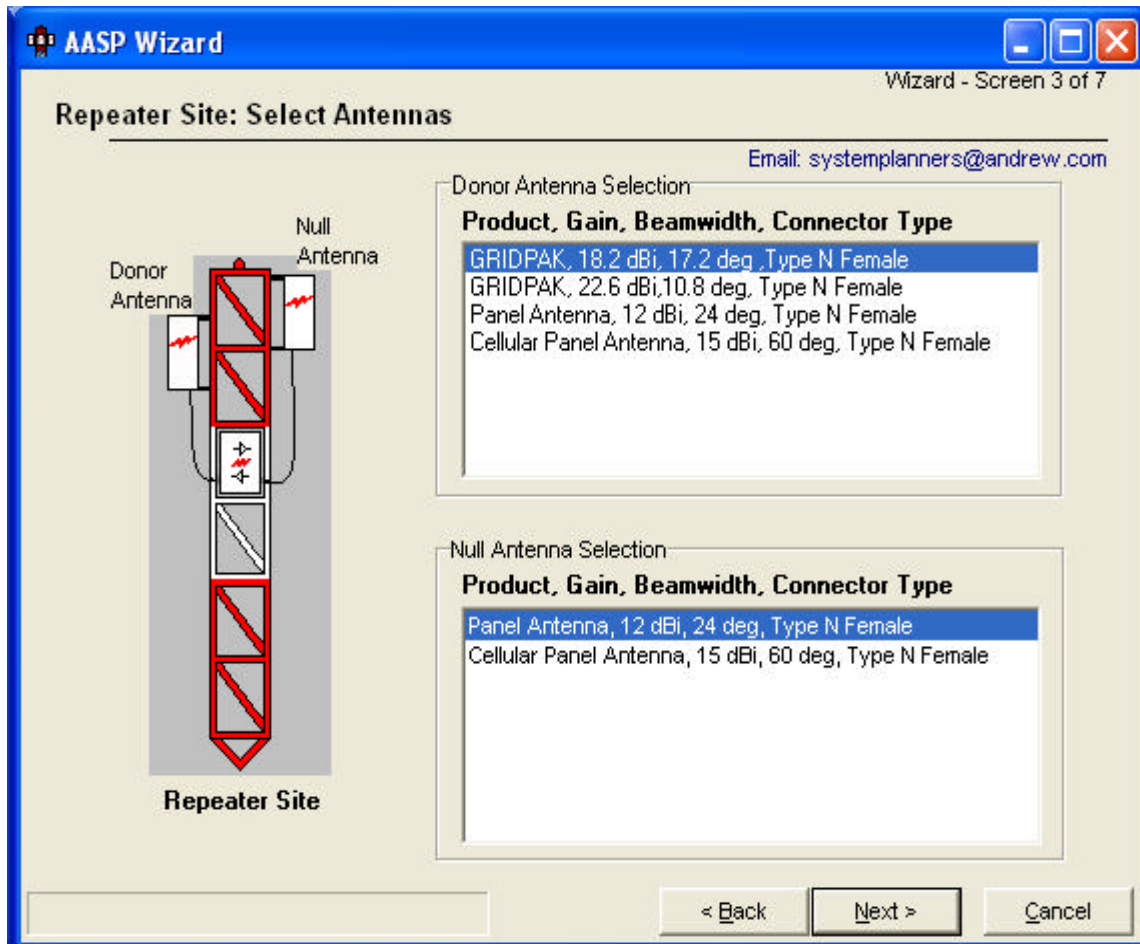 AASP Wizard
Wizard - Screen 3 of 7
Repeater Site: Select Antennas
Email: systemplanners@andrew.com
Null
Antenna
Donor
Antenna
Repeater Site
Donor Antenna Selection
Product, Gain, Beamwidth, Connector Type
GRIDPAK, 18.2 dBi, 17.2 deg ,Type N Female
GRIDPAK, 22.6 dBi,10.8 deg, Type N Female
Panel Antenna, 12 dBi, 24 deg, Type N Female
Cellular Panel Antenna, 15 dBi, 60 deg, Type N Female
Null Antenna Selection
Product, Gain, Beamwidth, Connector Type
Panel Antenna, 12 dBi, 24 deg, Type N Female
Cellular Panel Antenna, 15 dBi, 60 deg, Type N Female
< Back
Next >
Cancel